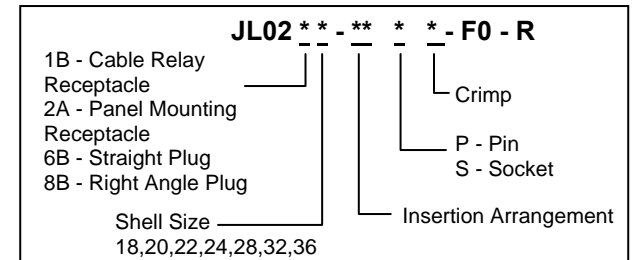 JL02 * * - ** * * - F0 - R
1B - Cable Relay
Receptacle
2A - Panel Mounting
Receptacle
6B - Straight Plug
8B - Right Angle Plug
Crimp
P - Pin
S - Socket
Shell Size
18,20,22,24,28,32,36
Insertion Arrangement